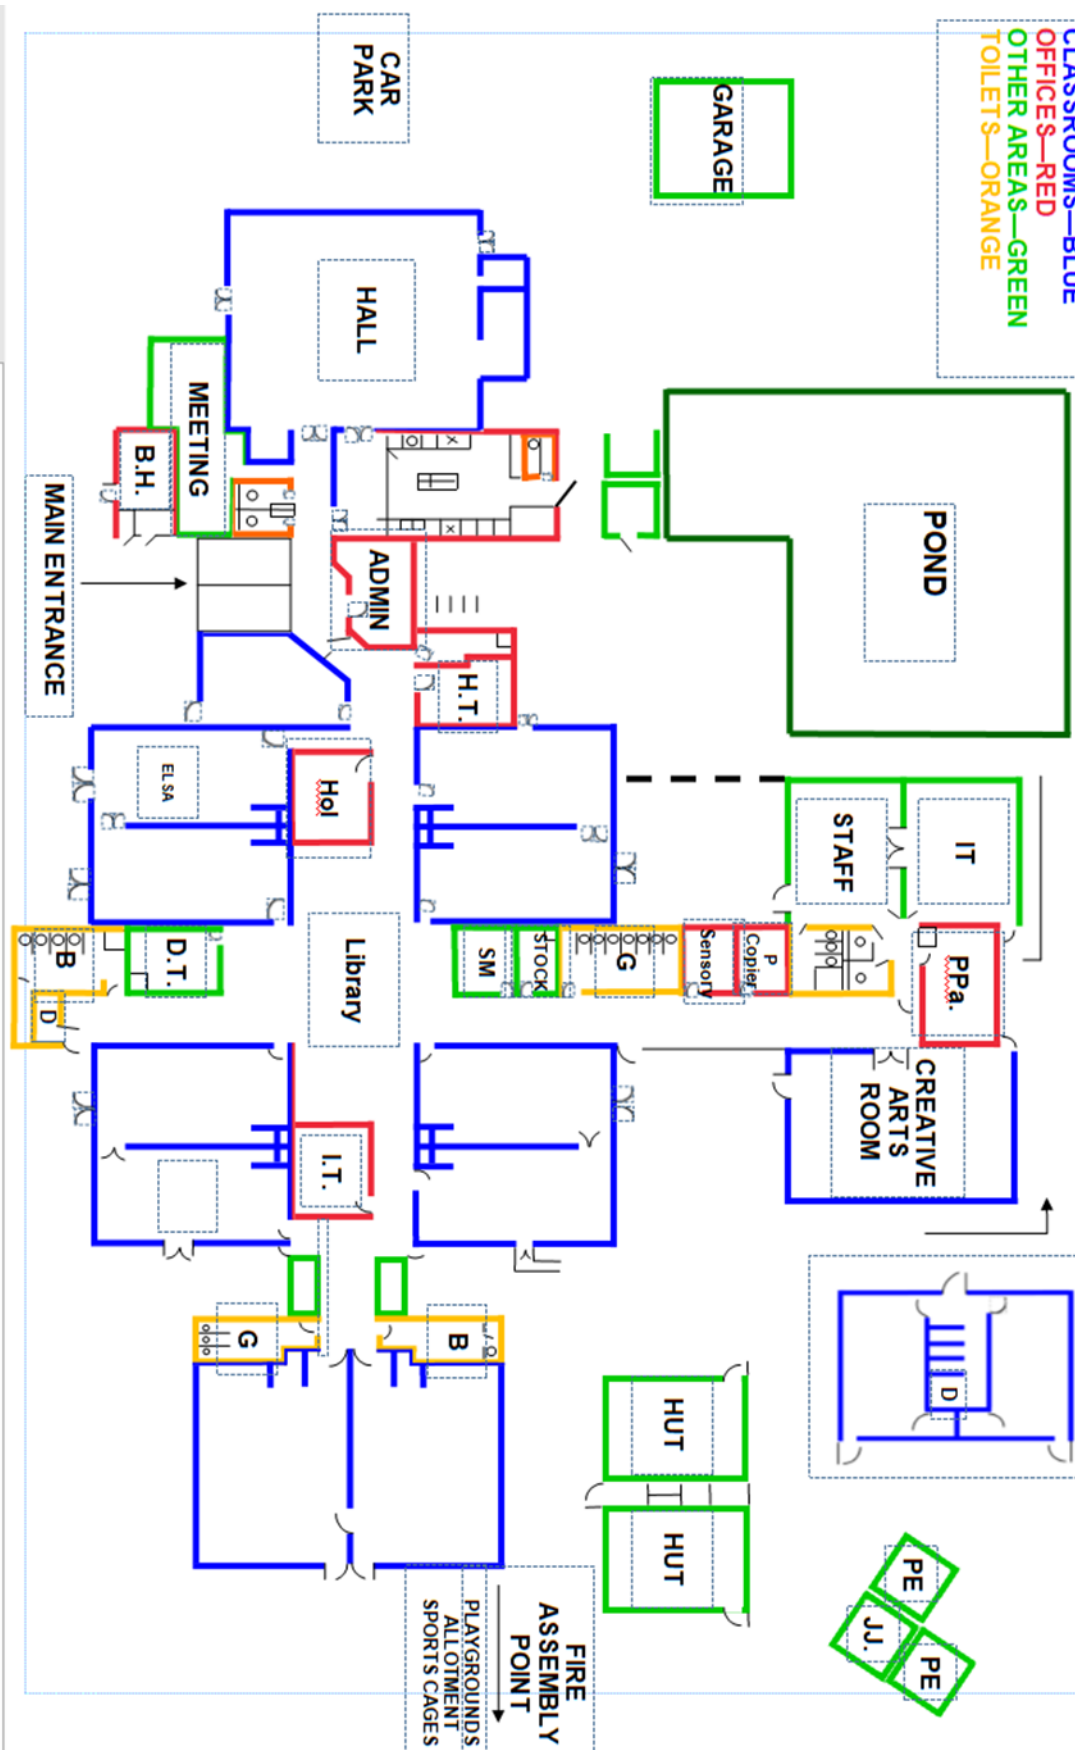 CLASSROOMS—BLUE
OFFICES—RED
OTHER AREAS—GREEN
TOILETS—ORANGE
CAR
PARK
GARAGE
HALL
MEETING
B.H.
MAIN ENTRANCE
ADMIN
H.T.
POND
ELSA
Hol
STAFF
IT
B
D
D.T.
Library
SM
STOCK
G
Sensory
P
Copier
PPa.
CREATIVE
ARTS
ROOM
I.T.
G
B
D
HUT
HUT
PE
JJ.
PE
FIRE
ASSEMBLY
POINT
PLAYGROUNDS
ALLOTMENT
SPORTS CAGES